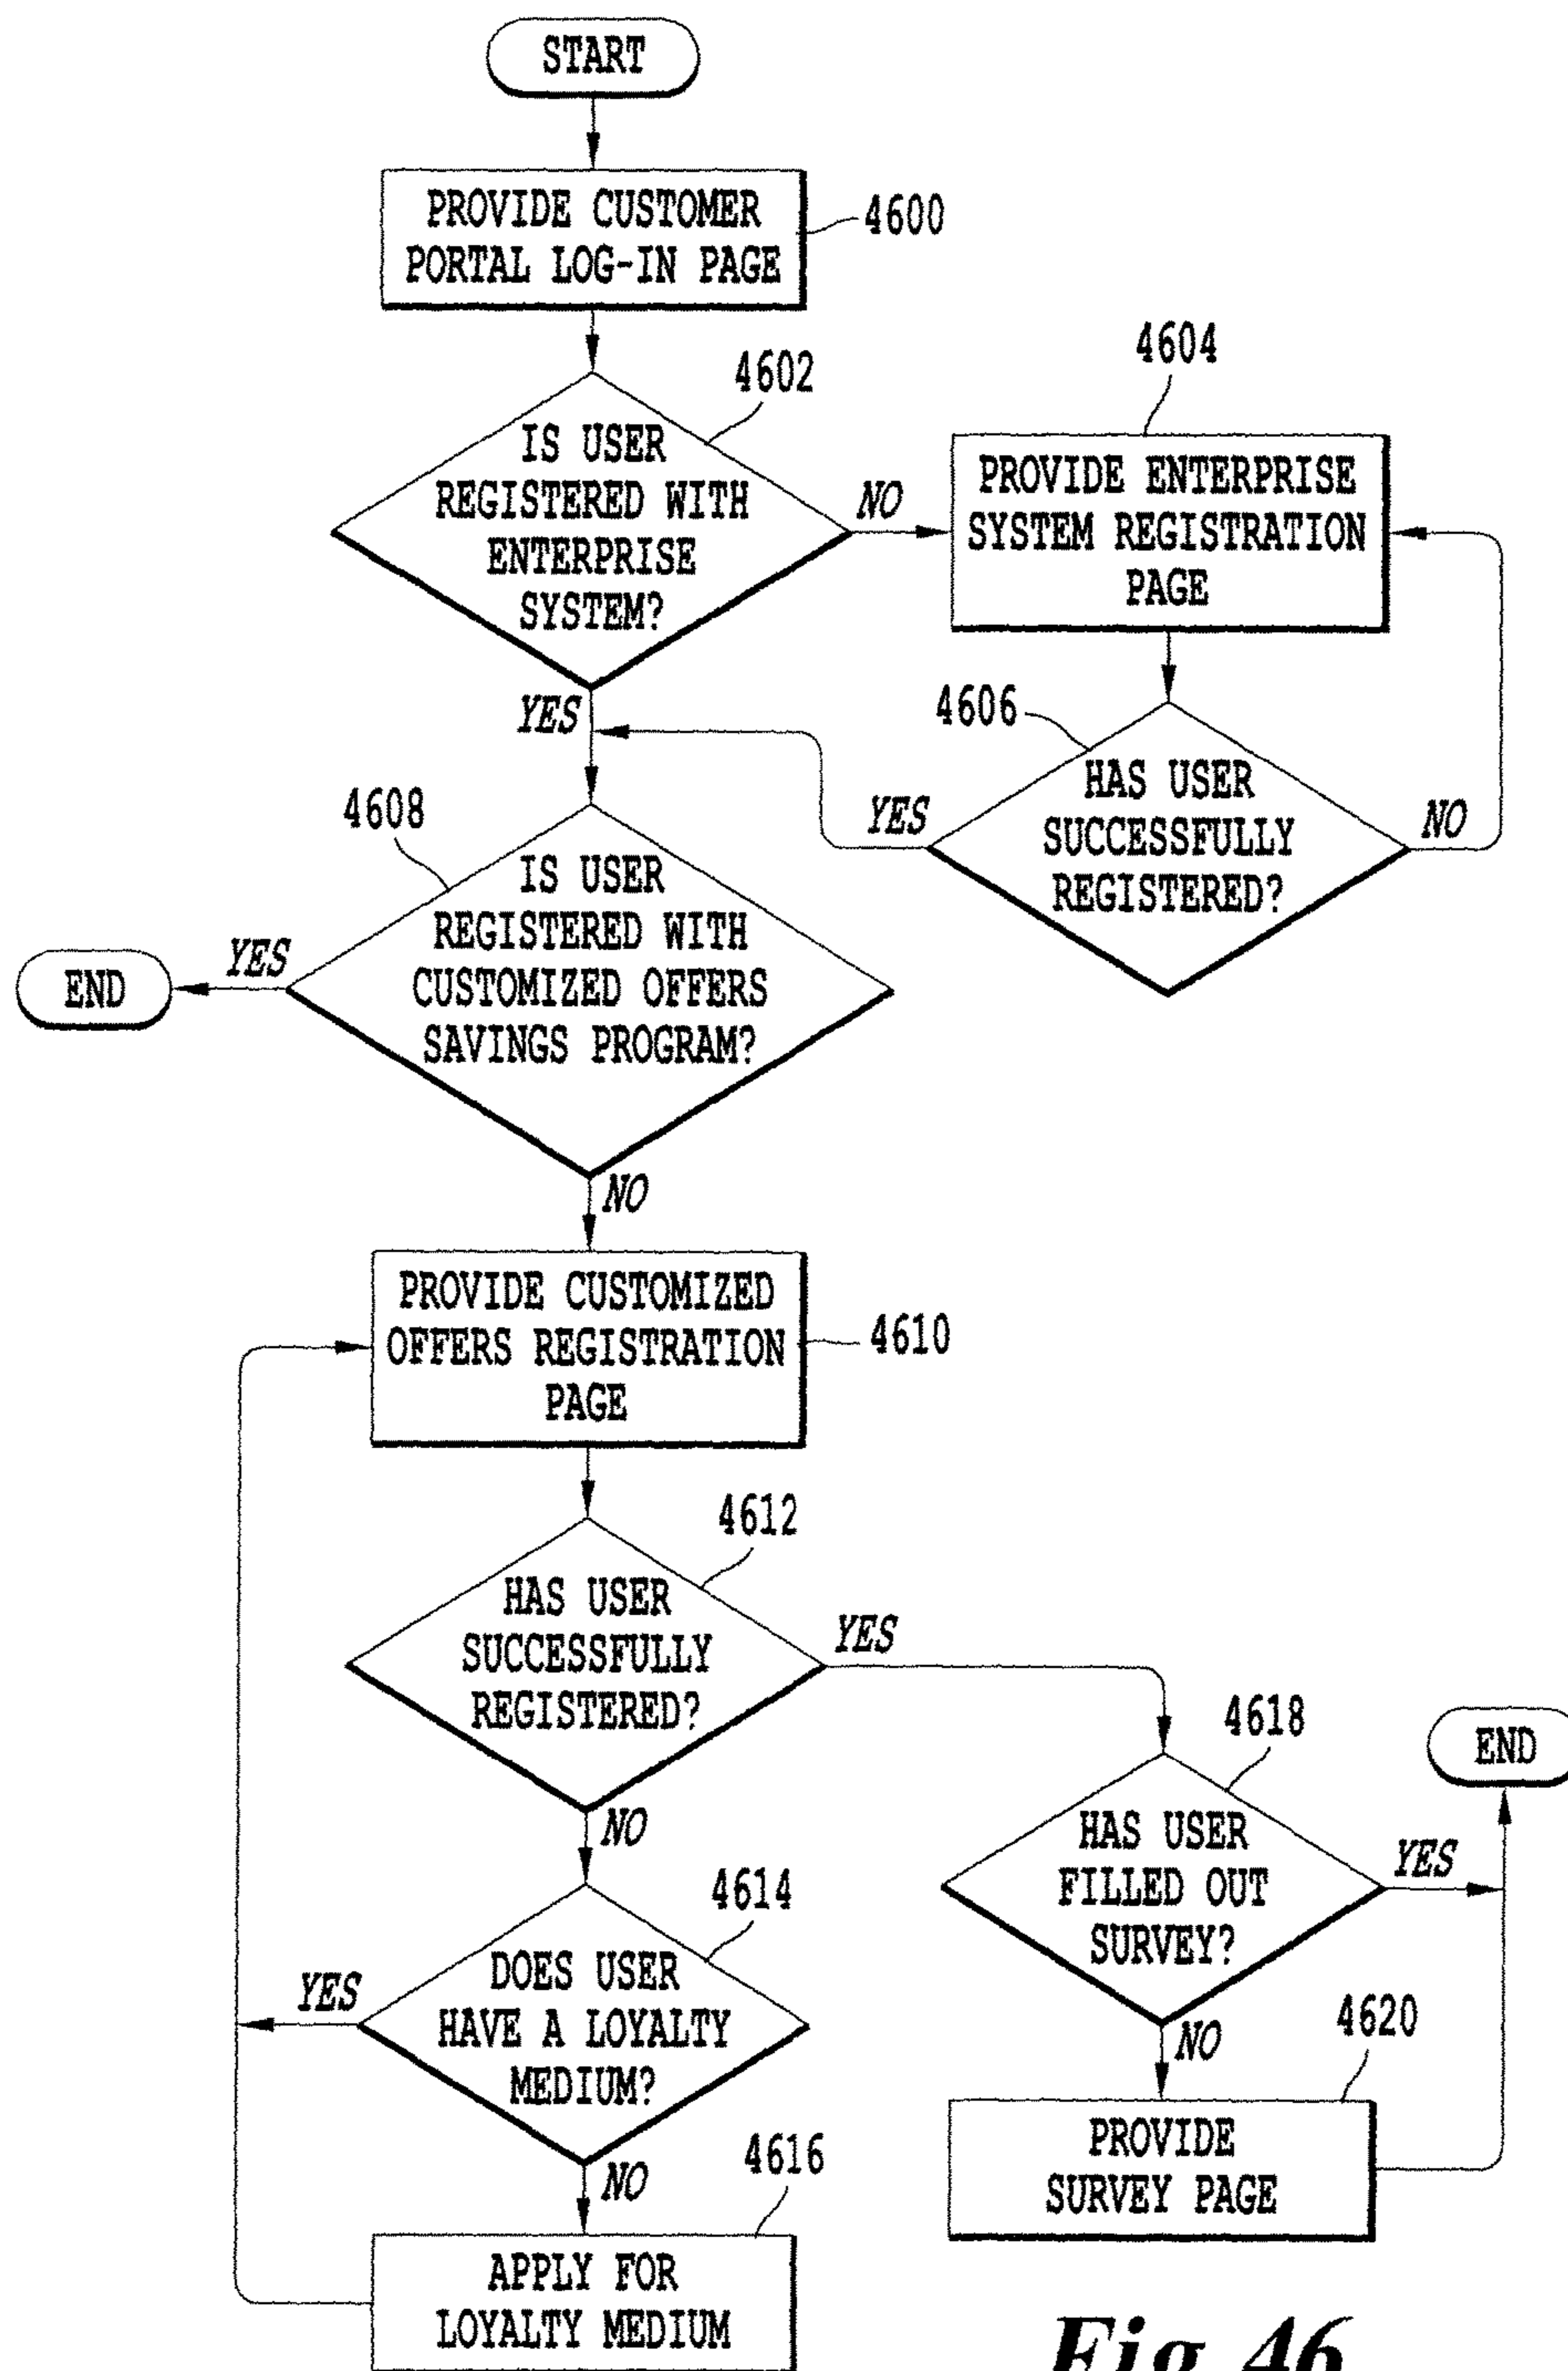 START
PROVIDE CUSTOMER
PORTAL LOG-IN PAGE
4600
4602
IS USER
REGISTERED WITH
ENTERPRISE
SYSTEM?
NO
YES
4604
PROVIDE ENTERPRISE
SYSTEM REGISTRATION
PAGE
4606
HAS USER
SUCCESSFULLY
REGISTERED?
YES
NO
4608
IS USER
REGISTERED WITH
CUSTOMIZED OFFERS
SAVINGS PROGRAM?
YES
END
NO
PROVIDE CUSTOMIZED
OFFERS REGISTRATION
PAGE
4610
4612
HAS USER
SUCCESSFULLY
REGISTERED?
YES
NO
4614
DOES USER
HAVE A LOYALTY
MEDIUM?
YES
NO
4616
APPLY FOR
LOYALTY MEDIUM
4618
HAS USER
FILLED OUT
SURVEY?
YES
END
NO
4620
PROVIDE
SURVEY PAGE
Fig. 46